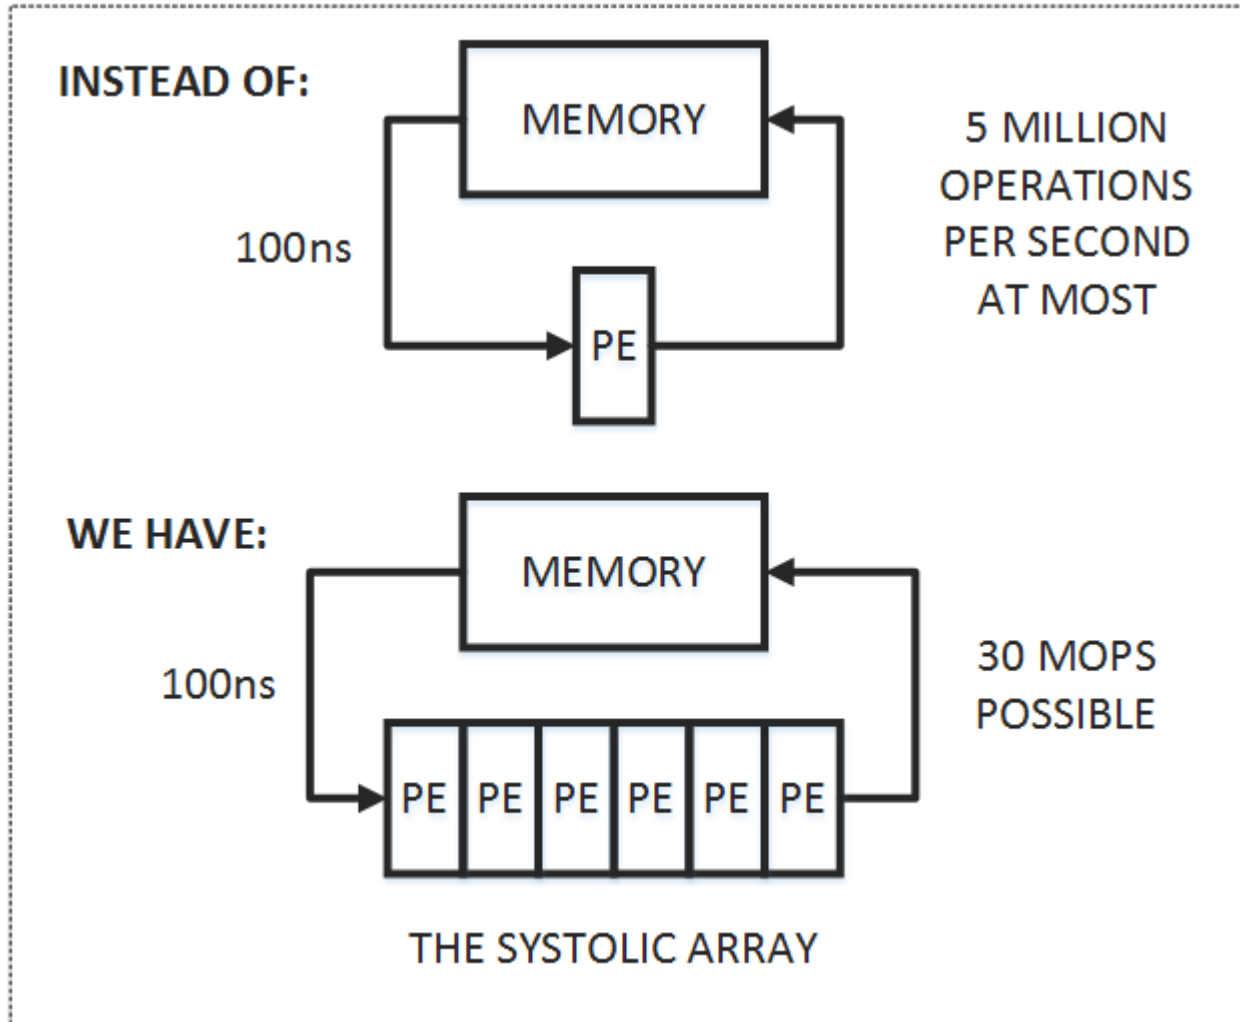 INSTEAD OF:
MEMORY
5 MILLION
OPERATIONS
PER SECOND
AT MOST
100ns
PE
WE HAVE:
MEMORY
30 MOPS
POSSIBLE
100ns
PE PE PE PE PE PE
THE SYSTOLIC ARRAY